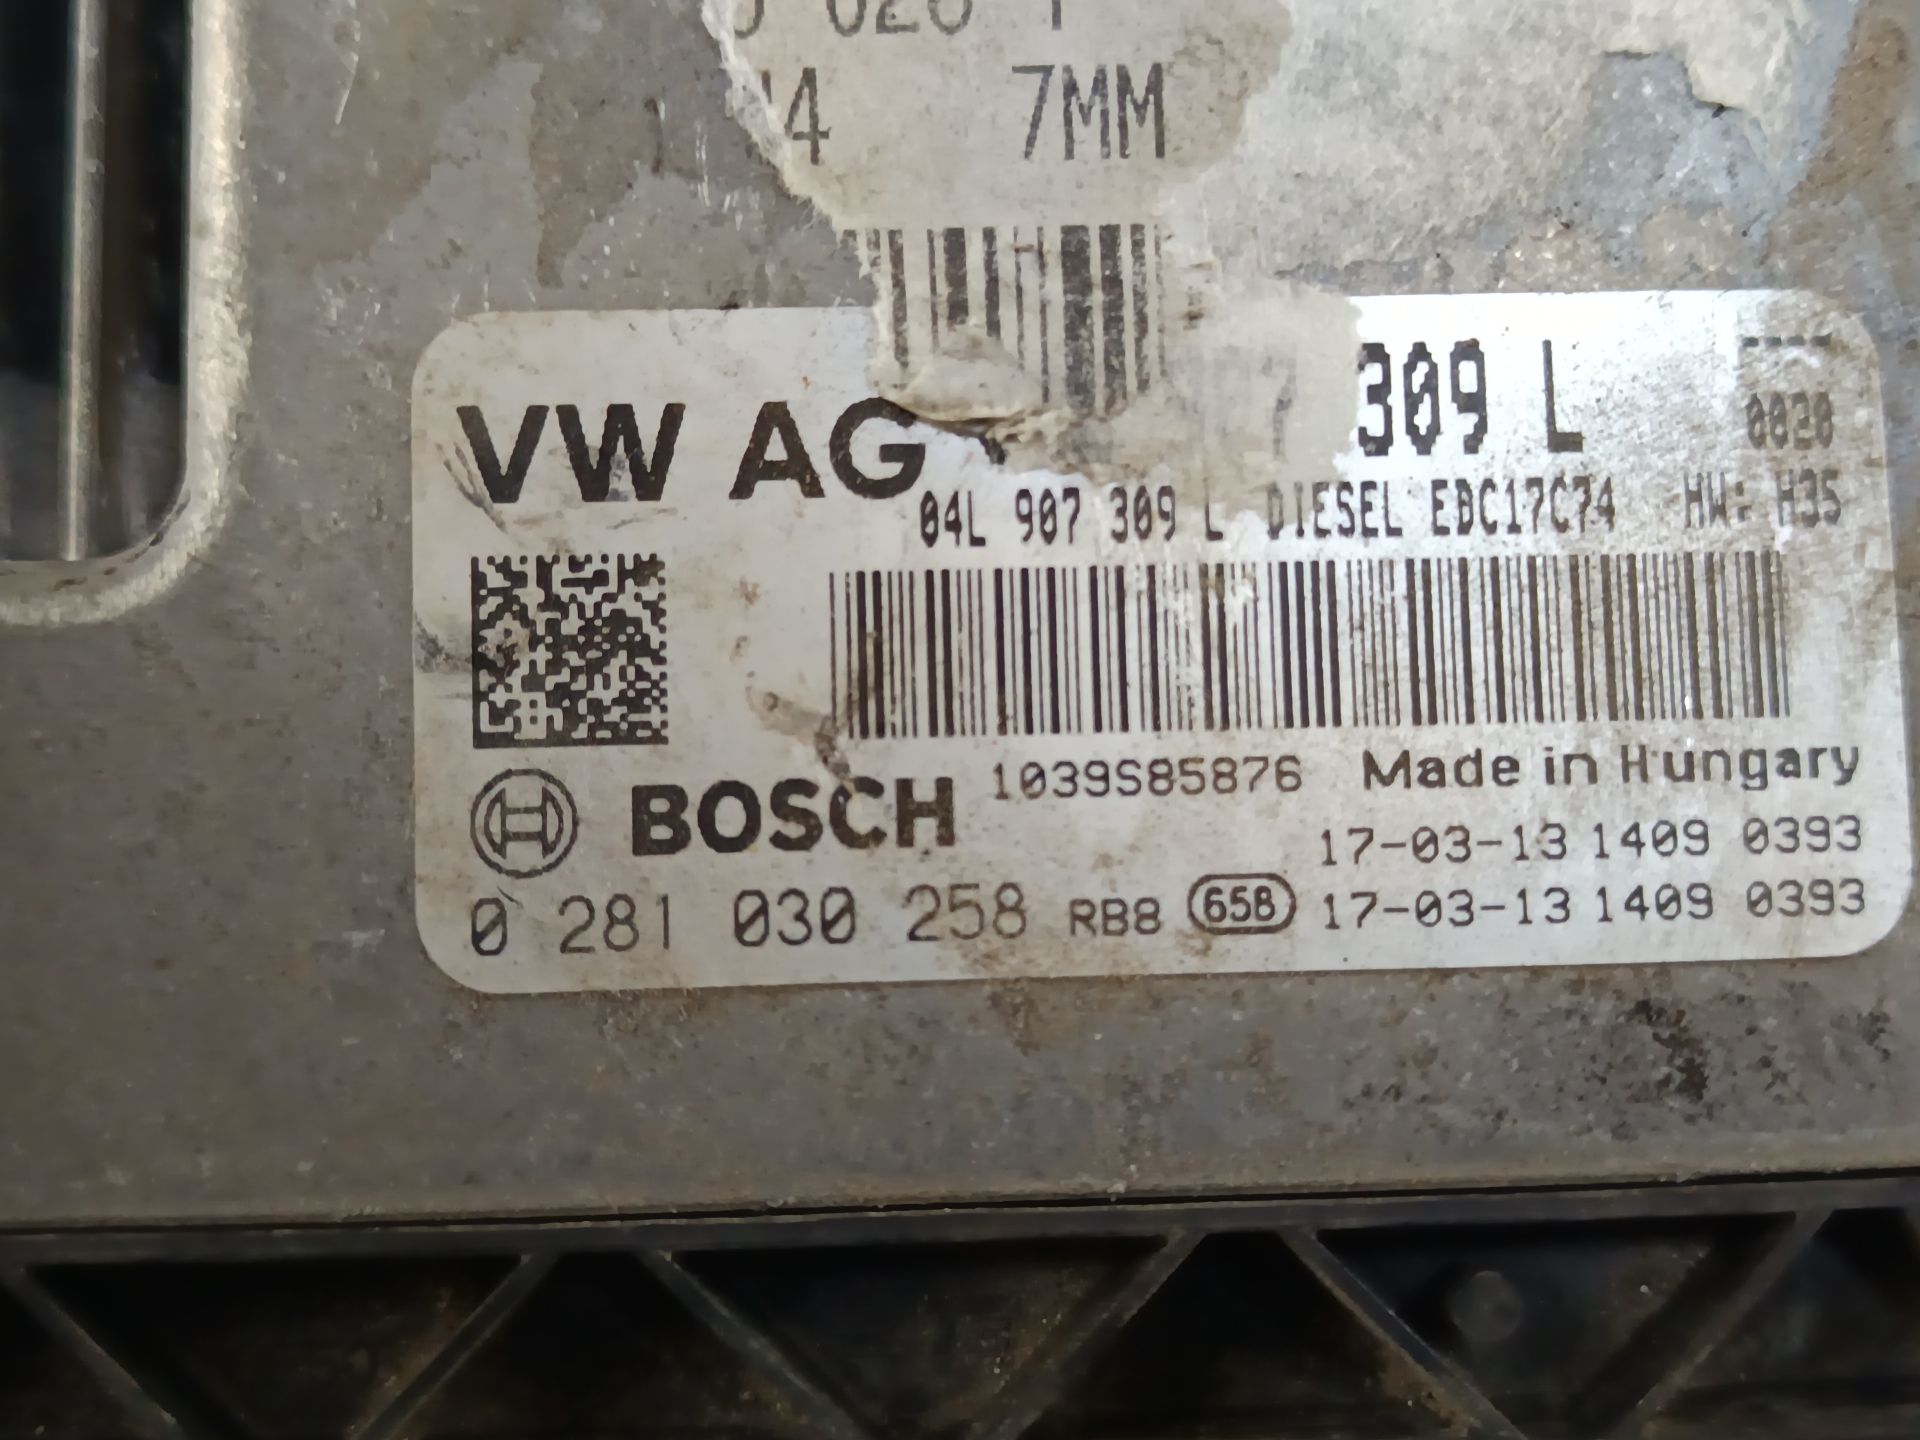 7MM
VW AG
309 L
0020
04L 907 309 L DIESEL EDC17C74 HW: H35
BOSCH 1039S85876 Made in Hungary
17-03-13 1409 0393
0 281 030 258 RB8 658 17-03-13 1409 0393